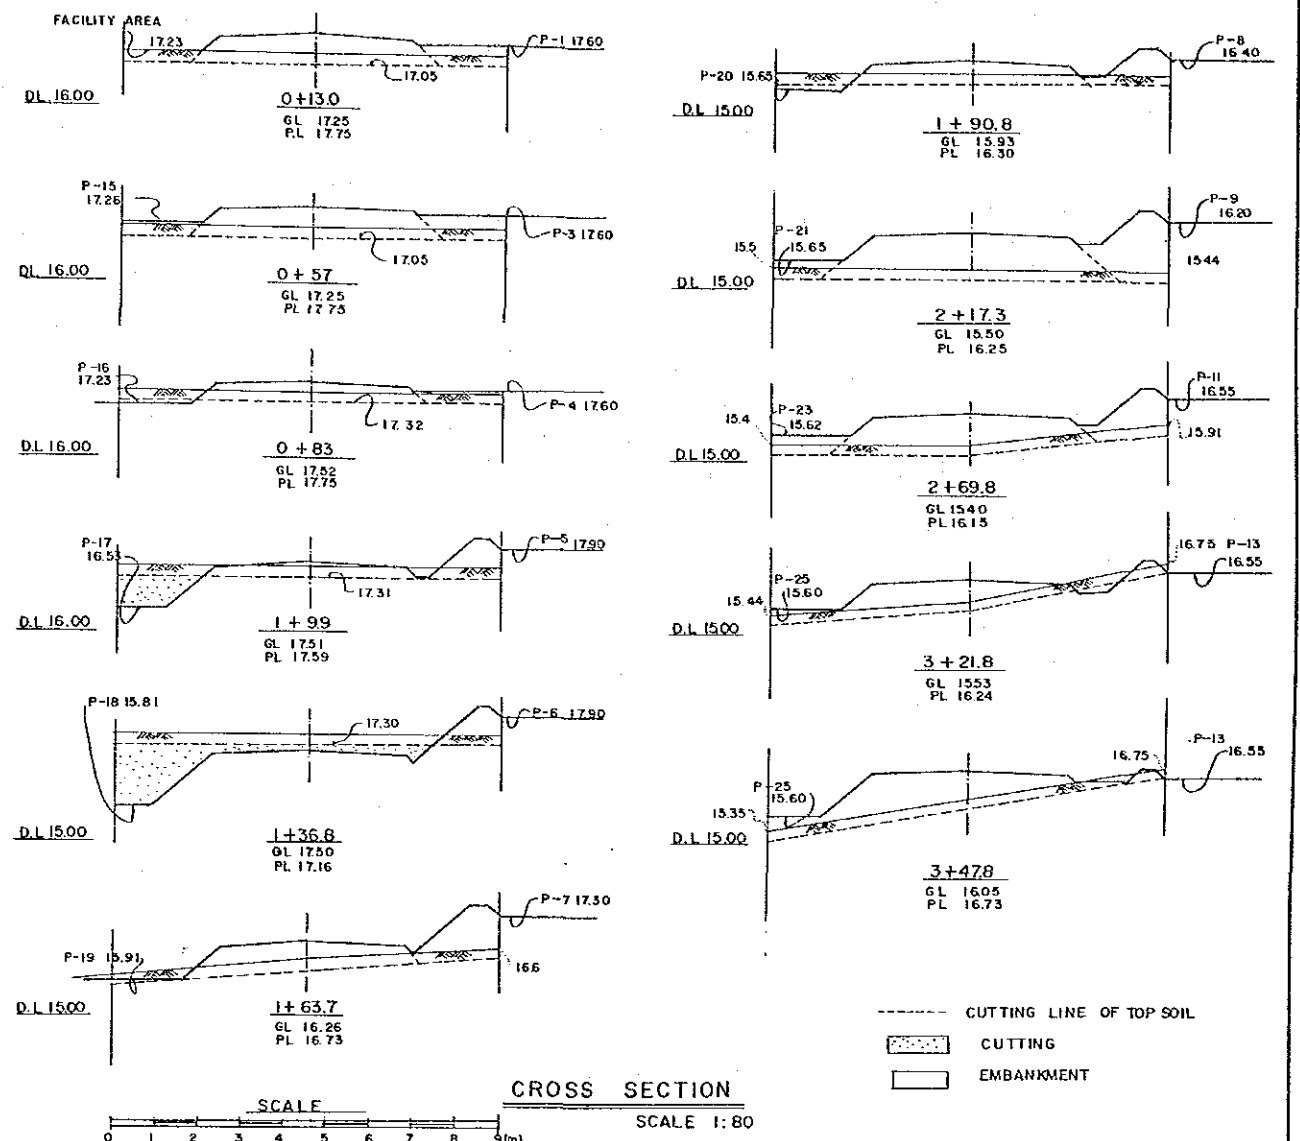 FACILITY AREA
17.23
P-1 17.60
17.05
DL. 16.00
0+13.0
GL 17.25
P.L 17.75
P-15
17.26
P-3 17.60
17.05
DL 16.00
0+57
GL 17.25
PL 17.75
P-16
17.23
P-4 17.60
17.32
D.L 16.00
0+83
GL 17.52
PL 17.75
P-17
16.53
P-5 17.90
17.31
D.L 16.00
1+9.9
GL 17.51
PL 17.59
P-18 15.81
17.30
P-6 17.90
D.L 15.00
1+36.8
GL 17.50
PL 17.16
P-7 17.30
P-19 15.91
16.6
D.L 15.00
1+63.7
GL 16.26
PL 16.73
P-8
16.40
P-20 15.65
D.L 15.00
1+90.8
GL 15.93
PL 16.30
P-9
16.20
P-21
15.5
15.65
15.44
D.L 15.00
2+17.3
GL 15.50
PL 16.25
P-11
16.55
P-23
15.4
15.62
15.91
D.L 15.00
2+69.8
GL 15.40
PL 16.15
16.75 P-13
16.55
P-25
15.44
15.60
D.L 15.00
3+21.8
GL 15.53
PL 16.24
P-13
16.75
16.55
P-25
15.60
15.35
D.L 15.00
3+47.8
GL 16.05
PL 16.73
CUTTING LINE OF TOP SOIL
CUTTING
EMBANKMENT
CROSS SECTION
SCALE 1:80
SCALE
0 1 2 3 4 5 6 7 8 9(m)